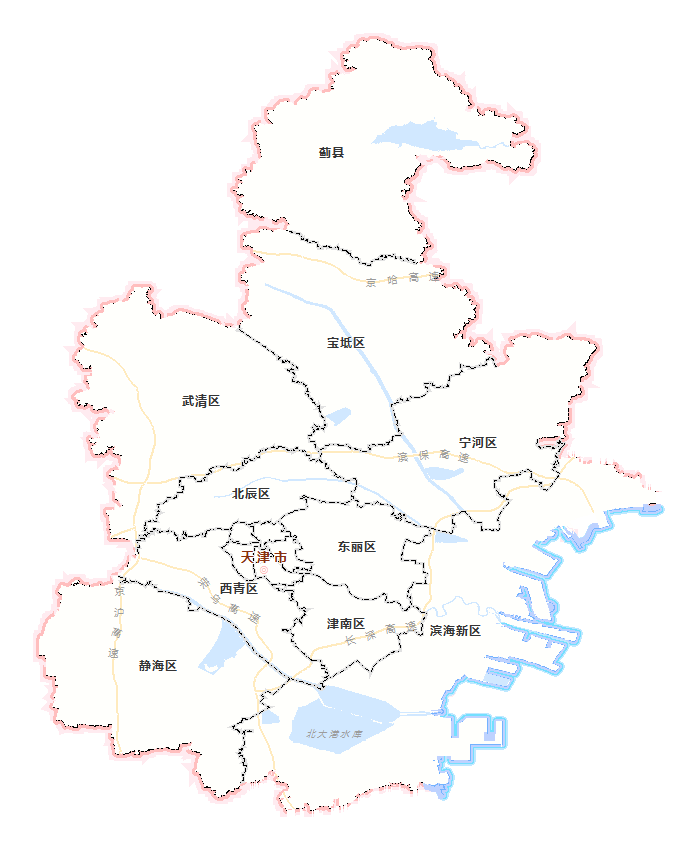 蓟县
京哈高速
宝坻区
武清区
宁河区
滨保高速
北辰区
东丽区
天津市
西青区
荣乌高速
京沪高速
津南区
长深高速
滨海新区
静海区
北大港水库